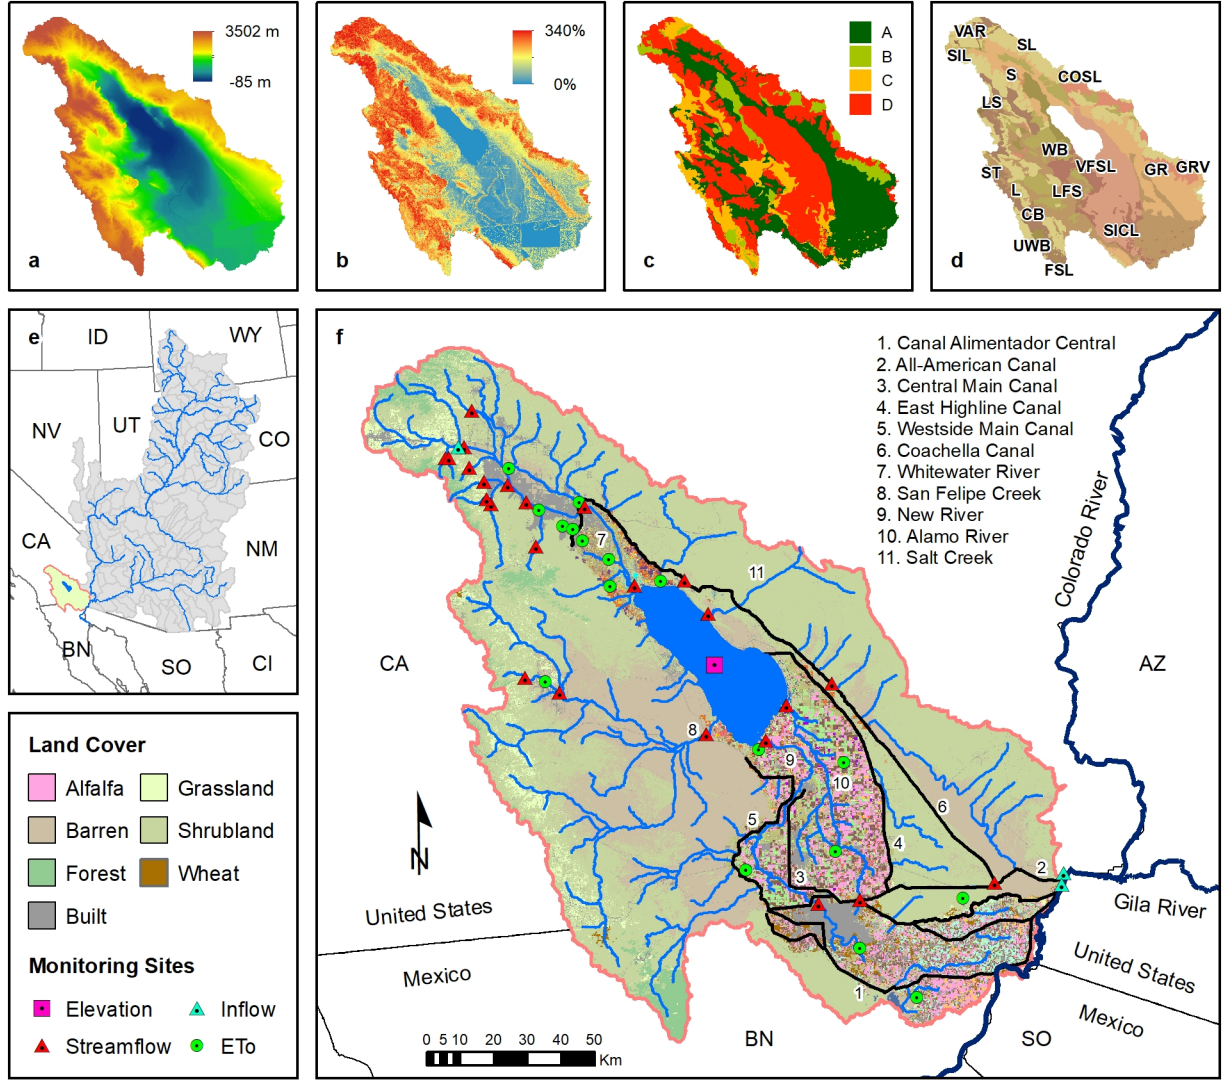 3502 m
-85 m
a
340%
0%
b
A
B
C
D
c
VAR
SIL
SL
S
COSL
LS
WB
VFSL
GR
GRV
ST
L
LFS
CB
SICL
UWB
FSL
d
e
ID
WY
NV
UT
CO
CA
NM
BN
SO
CI
Land Cover
Alfalfa
Grassland
Barren
Shrubland
Forest
Wheat
Built
Monitoring Sites
Elevation
Inflow
Streamflow
ETo
f
1. Canal Alimentador Central
2. All-American Canal
3. Central Main Canal
4. East Highline Canal
5. Westside Main Canal
6. Coachella Canal
7. Whitewater River
8. San Felipe Creek
9. New River
10. Alamo River
11. Salt Creek
Colorado River
7
11
CA
AZ
8
9
10
6
5
4
3
2
1
N
United States
Mexico
Gila River
United States
Mexico
BN
SO
0 5 10 20 30 40 50
Km